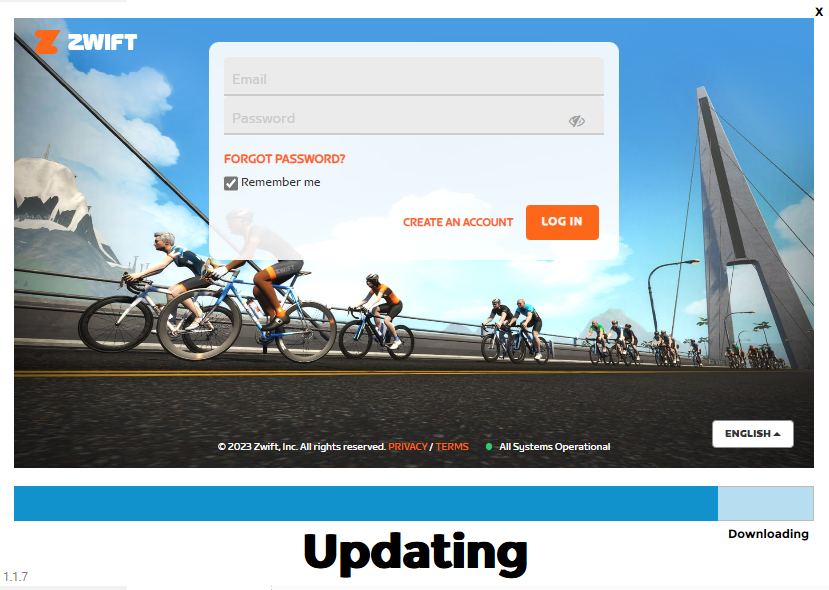 X
ZWIFT
Email
Password
FORGOT PASSWORD?
Remember me
CREATE AN ACCOUNT LOG IN
ENGLISH
© 2023 Zwift, Inc. All rights reserved. PRIVACY / TERMS All Systems Operational
Downloading
Updating
1.1.7